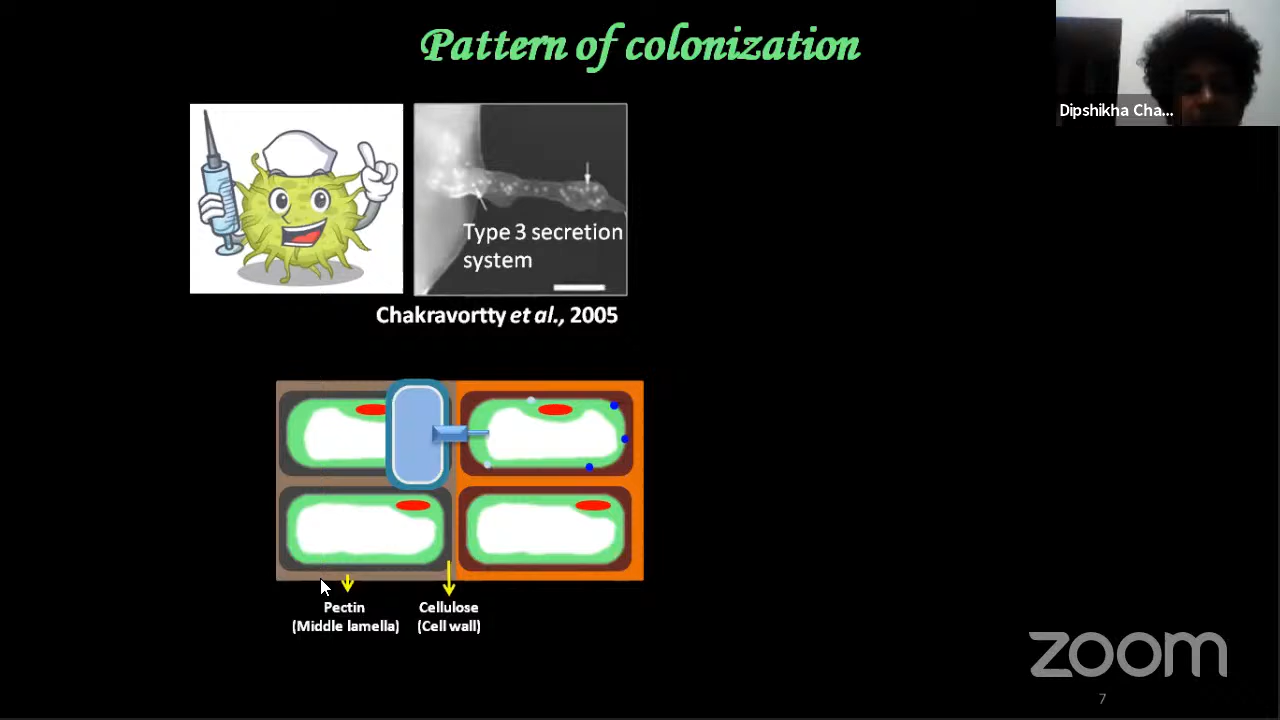 Pattern of colonization
Dipshikha Cha...
Type 3 secretion
system
Chakravortty et al., 2005
Pectin
(Middle lamella)
Cellulose
(Cell wall)
zoom
7